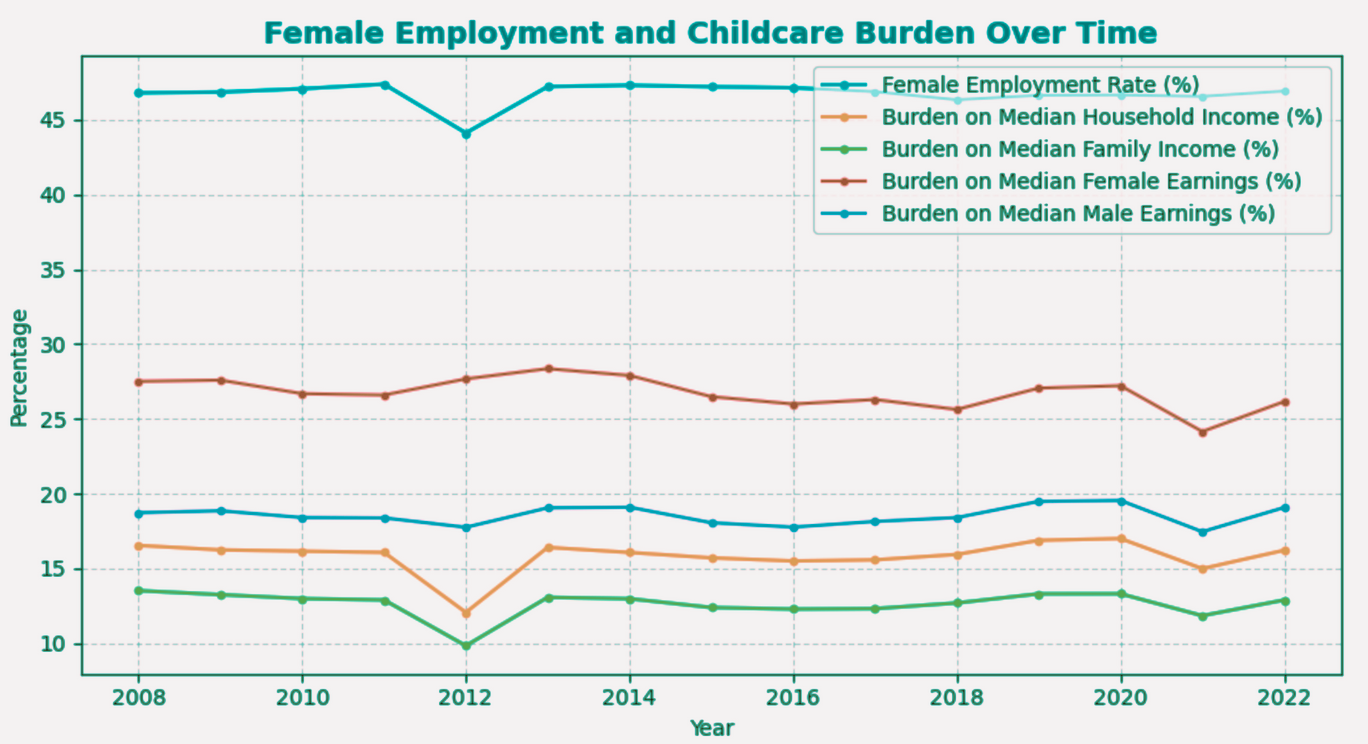 Female Employment and Childcare Burden Over Time
Female Employment Rate (%)
Burden on Median Household Income (%)
Burden on Median Family Income (%)
Burden on Median Female Earnings (%)
Burden on Median Male Earnings (%)
Percentage
45
40
35
30
25
20
15
10
2008 2010 2012 2014 2016 2018 2020 2022
Year